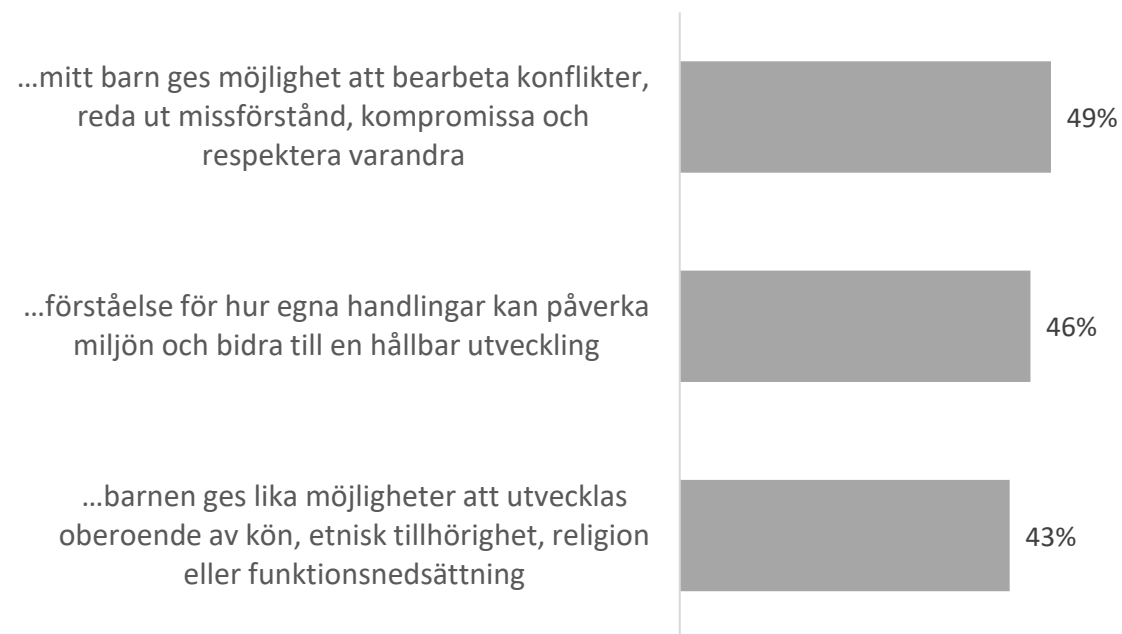 ...mitt barn ges möjlighet att bearbeta konflikter,
reda ut missförstånd, kompromissa och
respektera varandra
49%
...förståelse för hur egna handlingar kan påverka
miljön och bidra till en hållbar utveckling
46%
...barnen ges lika möjligheter att utvecklas
oberoende av kön, etnisk tillhörighet, religion
eller funktionsnedsättning
43%